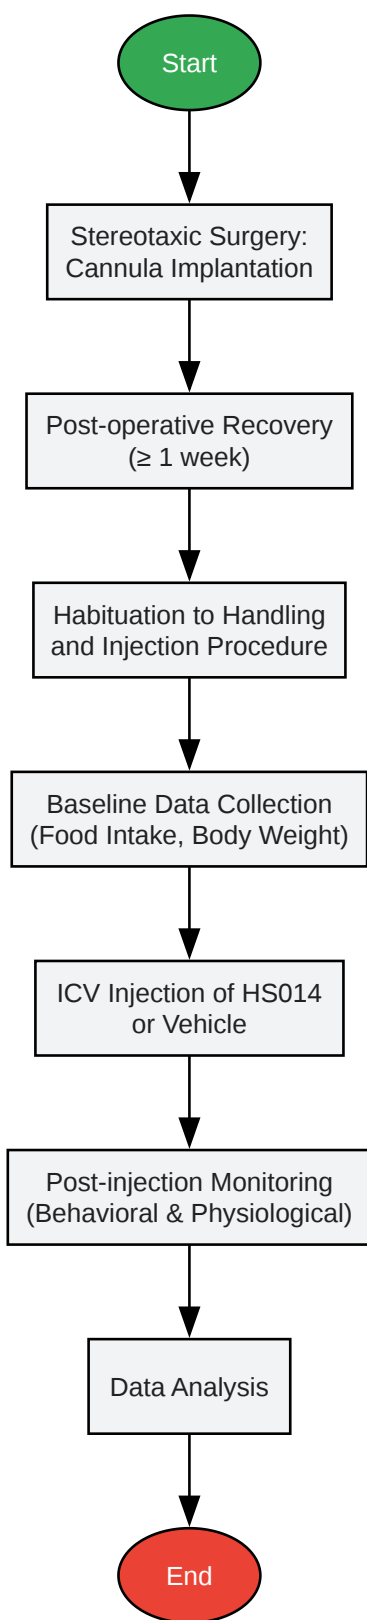 Start
Stereotaxic Surgery:
Cannula Implantation
Post-operative Recovery
(≥ 1 week)
Habituation to Handling
and Injection Procedure
Baseline Data Collection
(Food Intake, Body Weight)
ICV Injection of HS014
or Vehicle
Post-injection Monitoring
(Behavioral & Physiological)
Data Analysis
End